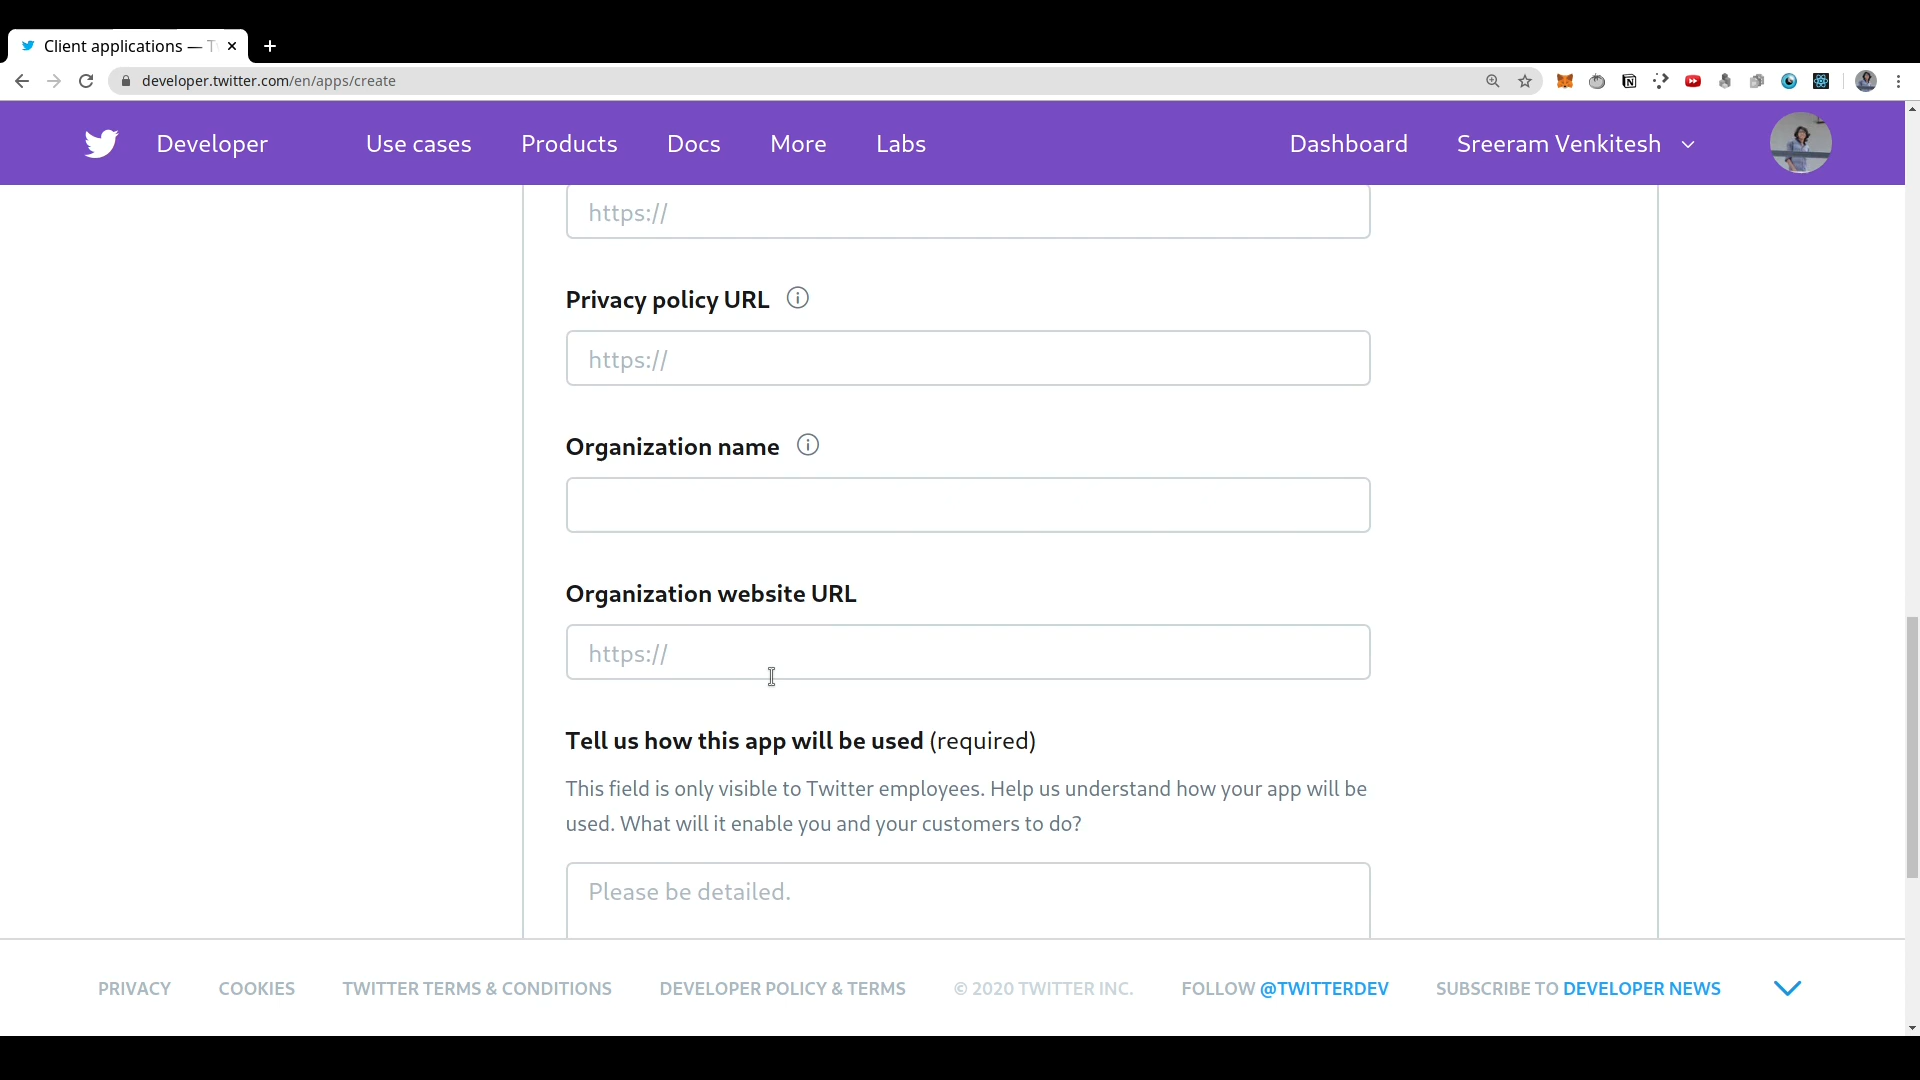 Client applications — T
developer.twitter.com/en/apps/create
Developer
Use cases
Products
Docs
More
Labs
Dashboard
Sreeram Venkitesh
https://
Privacy policy URL
https://
Organization name
Organization website URL
https://
Tell us how this app will be used (required)
This field is only visible to Twitter employees. Help us understand how your app will be
used. What will it enable you and your customers to do?
Please be detailed.
PRIVACY
COOKIES
TWITTER TERMS & CONDITIONS
DEVELOPER POLICY & TERMS
© 2020 TWITTER INC.
FOLLOW @TWITTERDEV
SUBSCRIBE TO DEVELOPER NEWS